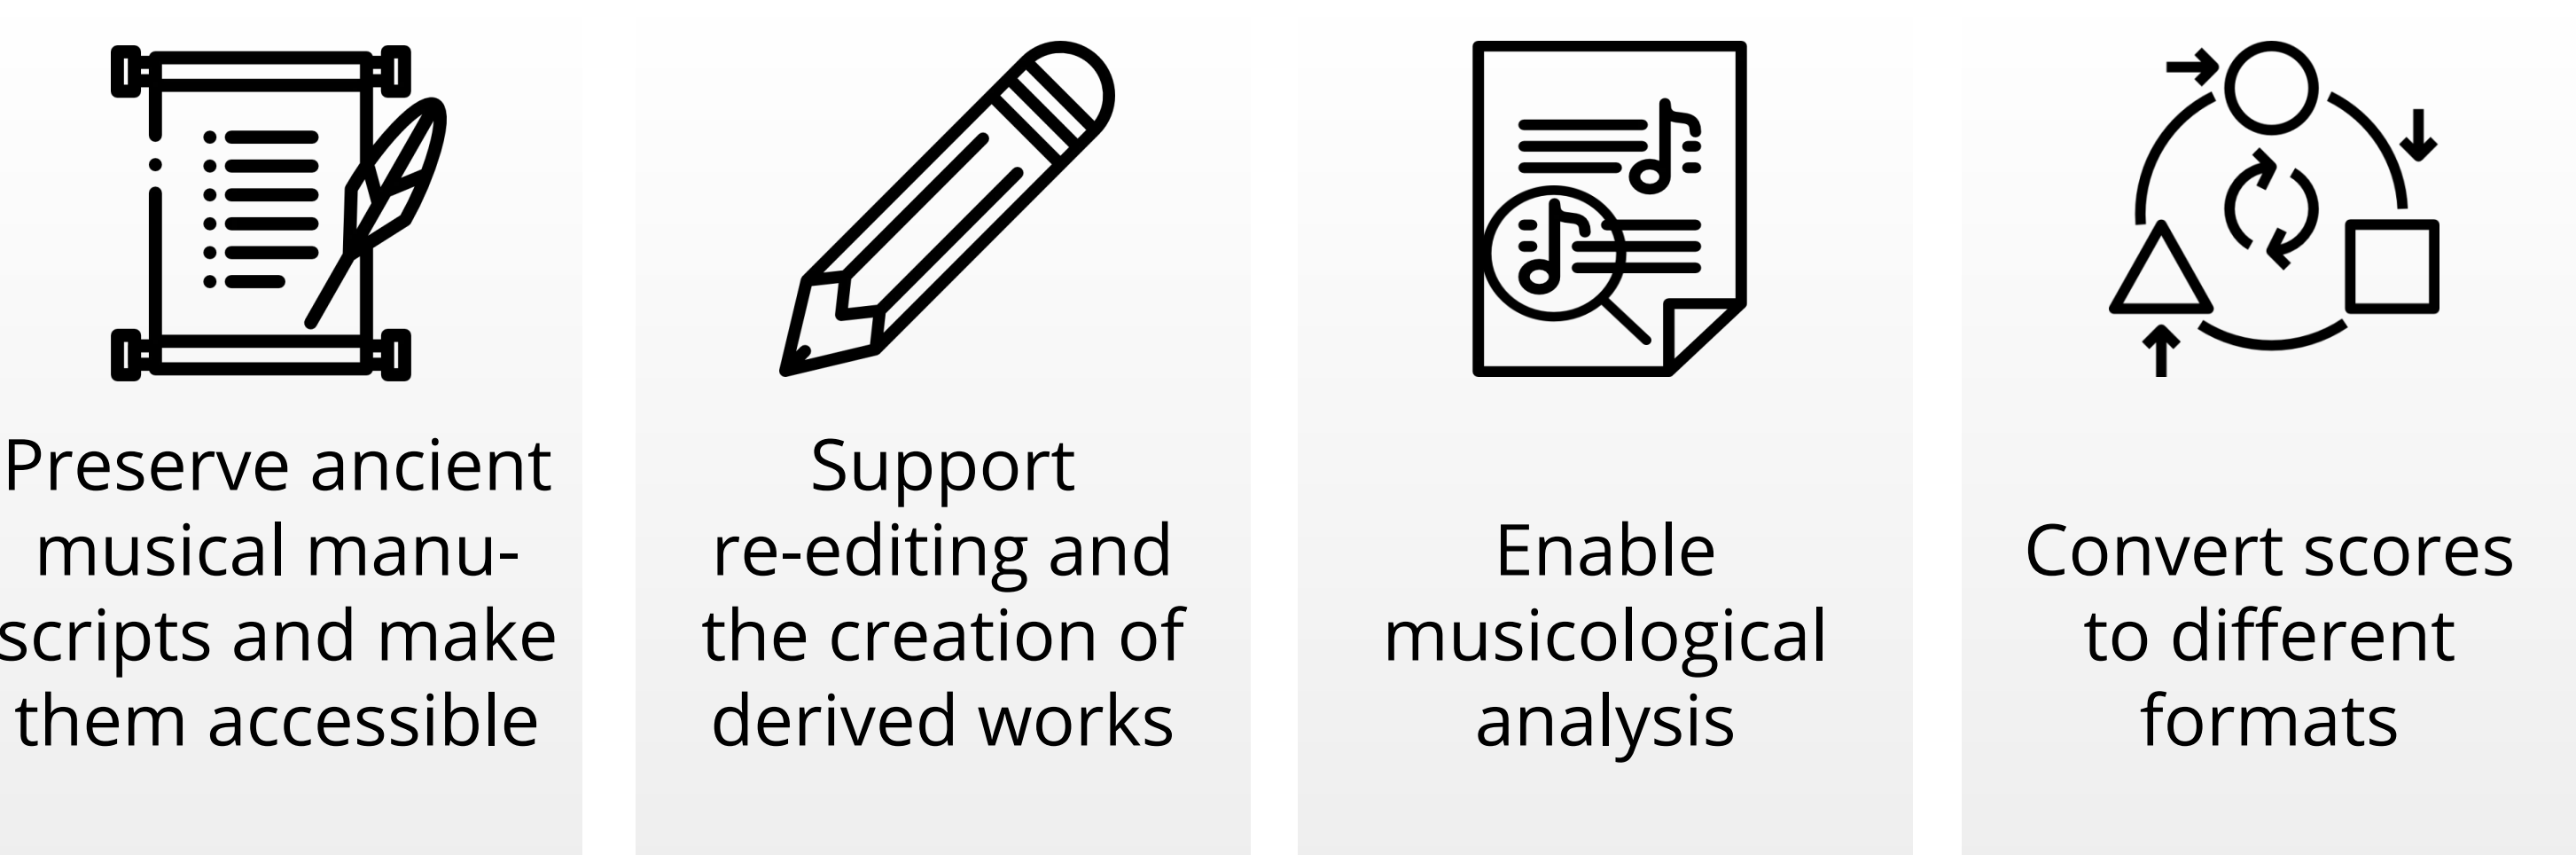 Preserve ancient
musical manu-
scripts and make
them accessible
Support
re-editing and
the creation of
derived works
Enable
musicological
analysis
Convert scores
to different
formats